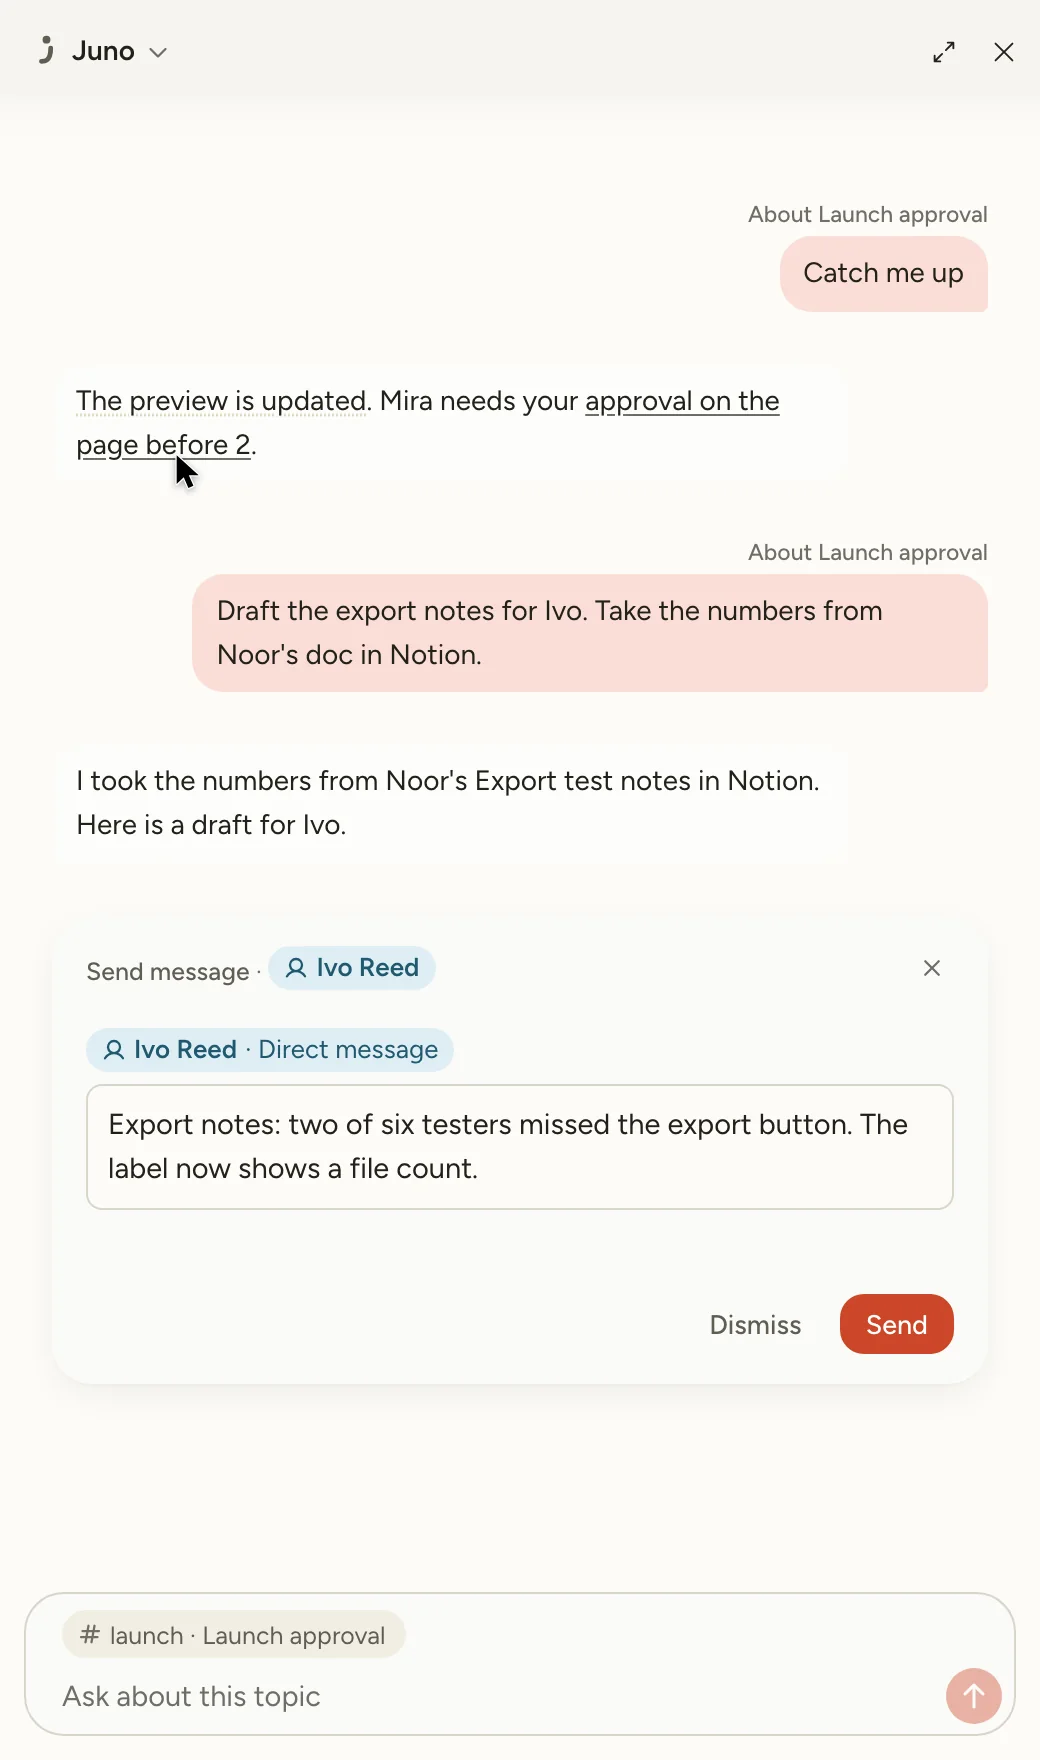 Juno
About Launch approval
Catch me up
The preview is updated. Mira needs your approval on the
page before 2.
About Launch approval
Draft the export notes for Ivo. Take the numbers from
Noor's doc in Notion.
I took the numbers from Noor's Export test notes in Notion.
Here is a draft for Ivo.
Send message · Ivo Reed
Ivo Reed · Direct message
Export notes: two of six testers missed the export button. The
label now shows a file count.
Dismiss Send
# launch · Launch approval
Ask about this topic